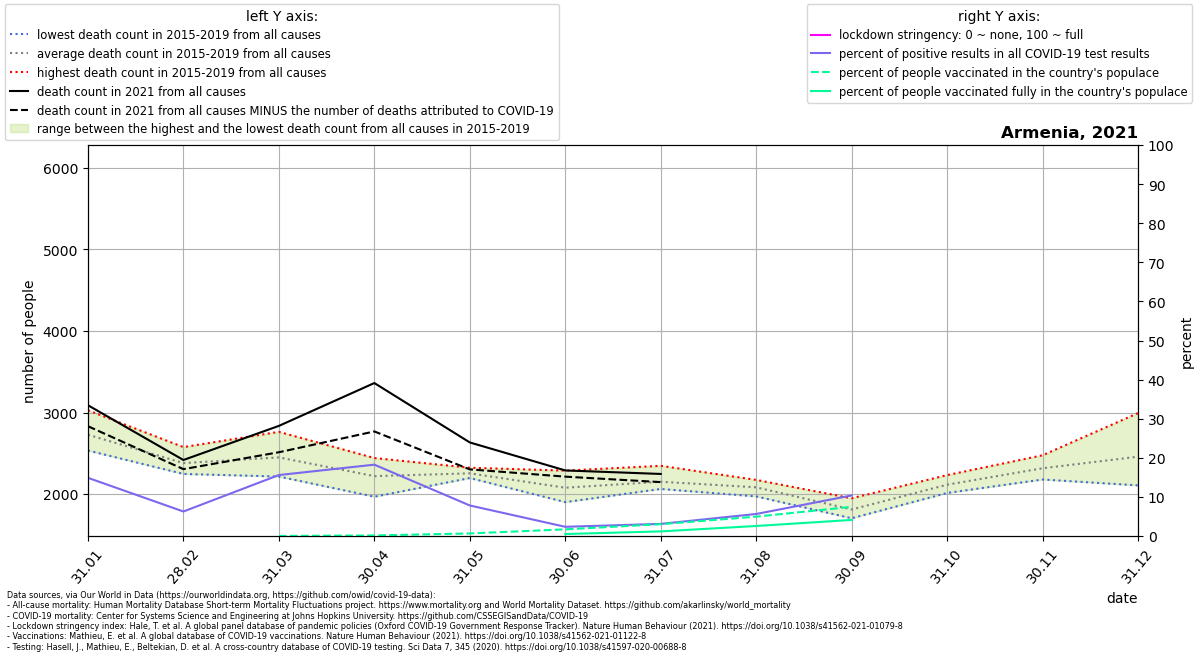 left Y axis:
lowest death count in 2015-2019 from all causes
average death count in 2015-2019 from all causes
highest death count in 2015-2019 from all causes
death count in 2021 from all causes
death count in 2021 from all causes MINUS the number of deaths attributed to COVID-19
range between the highest and the lowest death count from all causes in 2015-2019
right Y axis:
lockdown stringency: 0 ~ none, 100 ~ full
percent of positive results in all COVID-19 test results
percent of people vaccinated in the country's populace
percent of people vaccinated fully in the country's populace
Armenia, 2021
6000
5000
4000
3000
2000
number of people
100
90
80
70
60
50
40
30
20
10
0
percent
31.01
28.02
31.03
30.04
31.05
30.06
31.07
31.08
30.09
31.10
30.11
31.12
date
Data sources, via Our World in Data (https://ourworldindata.org, https://github.com/owid/covid-19-data):
- All-cause mortality: Human Mortality Database Short-term Mortality Fluctuations project. https://www.mortality.org and World Mortality Dataset. https://github.com/akarlinsky/world_mortality
- COVID-19 mortality: Center for Systems Science and Engineering at Johns Hopkins University. https://github.com/CSSEGISandData/COVID-19
- Lockdown stringency index: Hale, T. et al. A global panel database of pandemic policies (Oxford COVID-19 Government Response Tracker). Nature Human Behaviour (2021). https://doi.org/10.1038/s41562-021-01079-8
- Vaccinations: Mathieu, E. et al. A global database of COVID-19 vaccinations. Nature Human Behaviour (2021). https://doi.org/10.1038/s41562-021-01122-8
- Testing: Hasell, J., Mathieu, E., Beltekian, D. et al. A cross-country database of COVID-19 testing. Sci Data 7, 345 (2020). https://doi.org/10.1038/s41597-020-00688-8